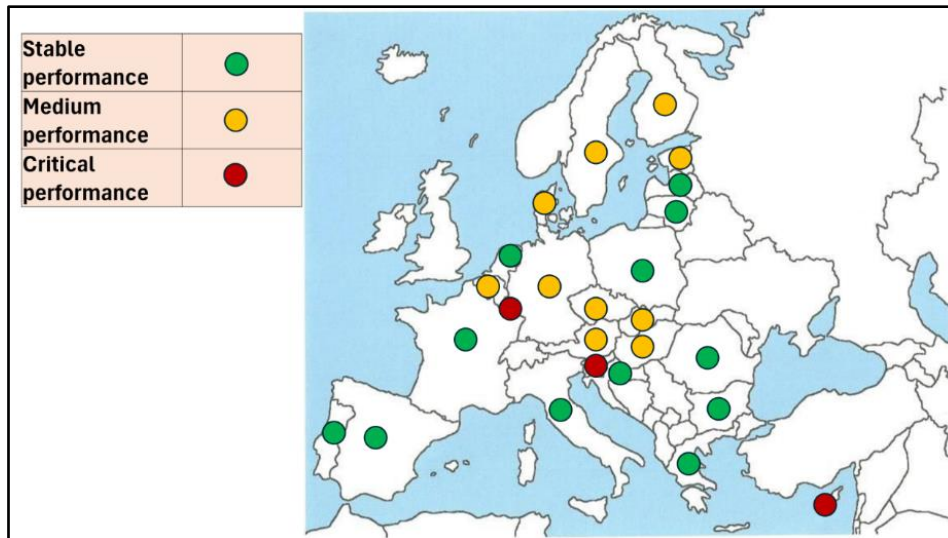 Stable
performance
Medium
performance
Critical
performance